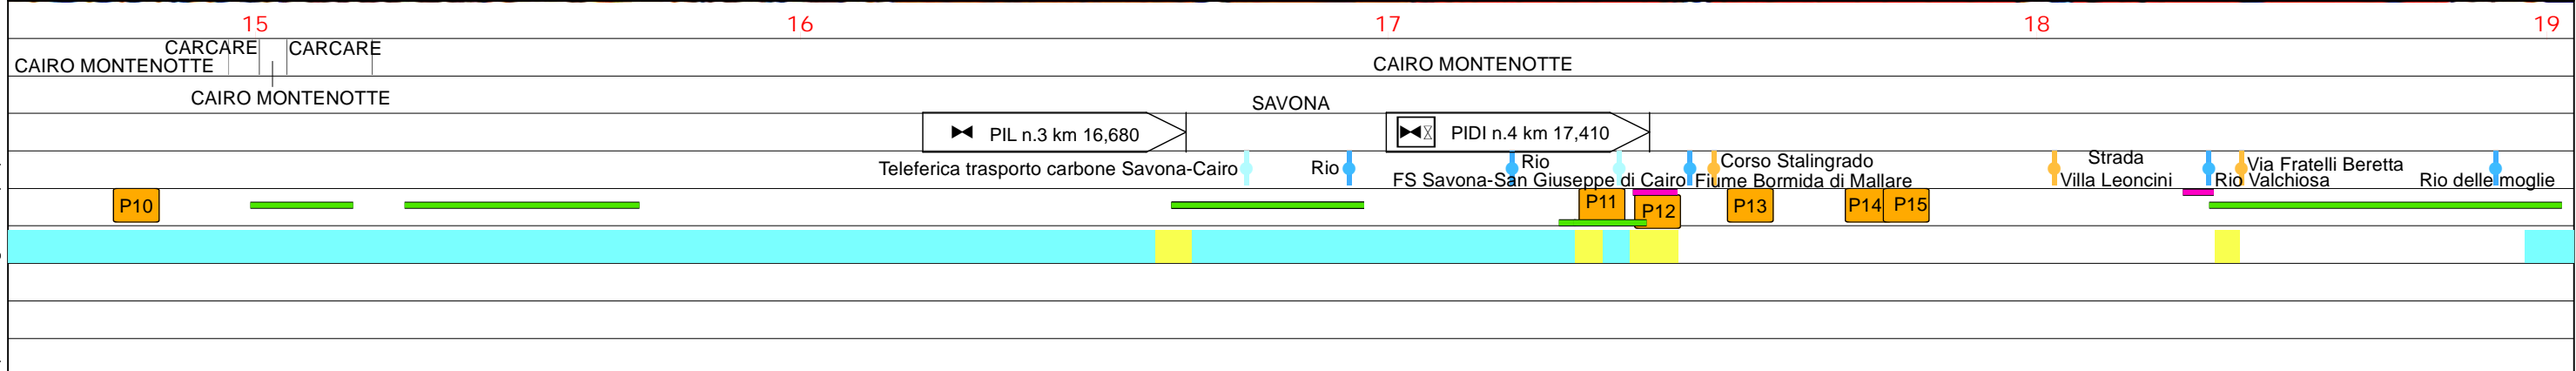 15 16 17 18 19
CARCARE CARCARE
CAIRO MONTENOTTE CAIRO MONTENOTTE
CAIRO MONTENOTTE
SAVONA
PIL n.3 km 16,680 PIDI n.4 km 17,410
Teleferica trasporto carbone Savona-Cairo Rio Rio Corso Stalingrado Strada Via Fratelli Beretta
FS Savona-San Giuseppe di Cairo Fiume Bormida di Mallare Villa Leoncini Rio Valchiosa Rio delle moglie
P10 P11 P12 P13 P14 P15